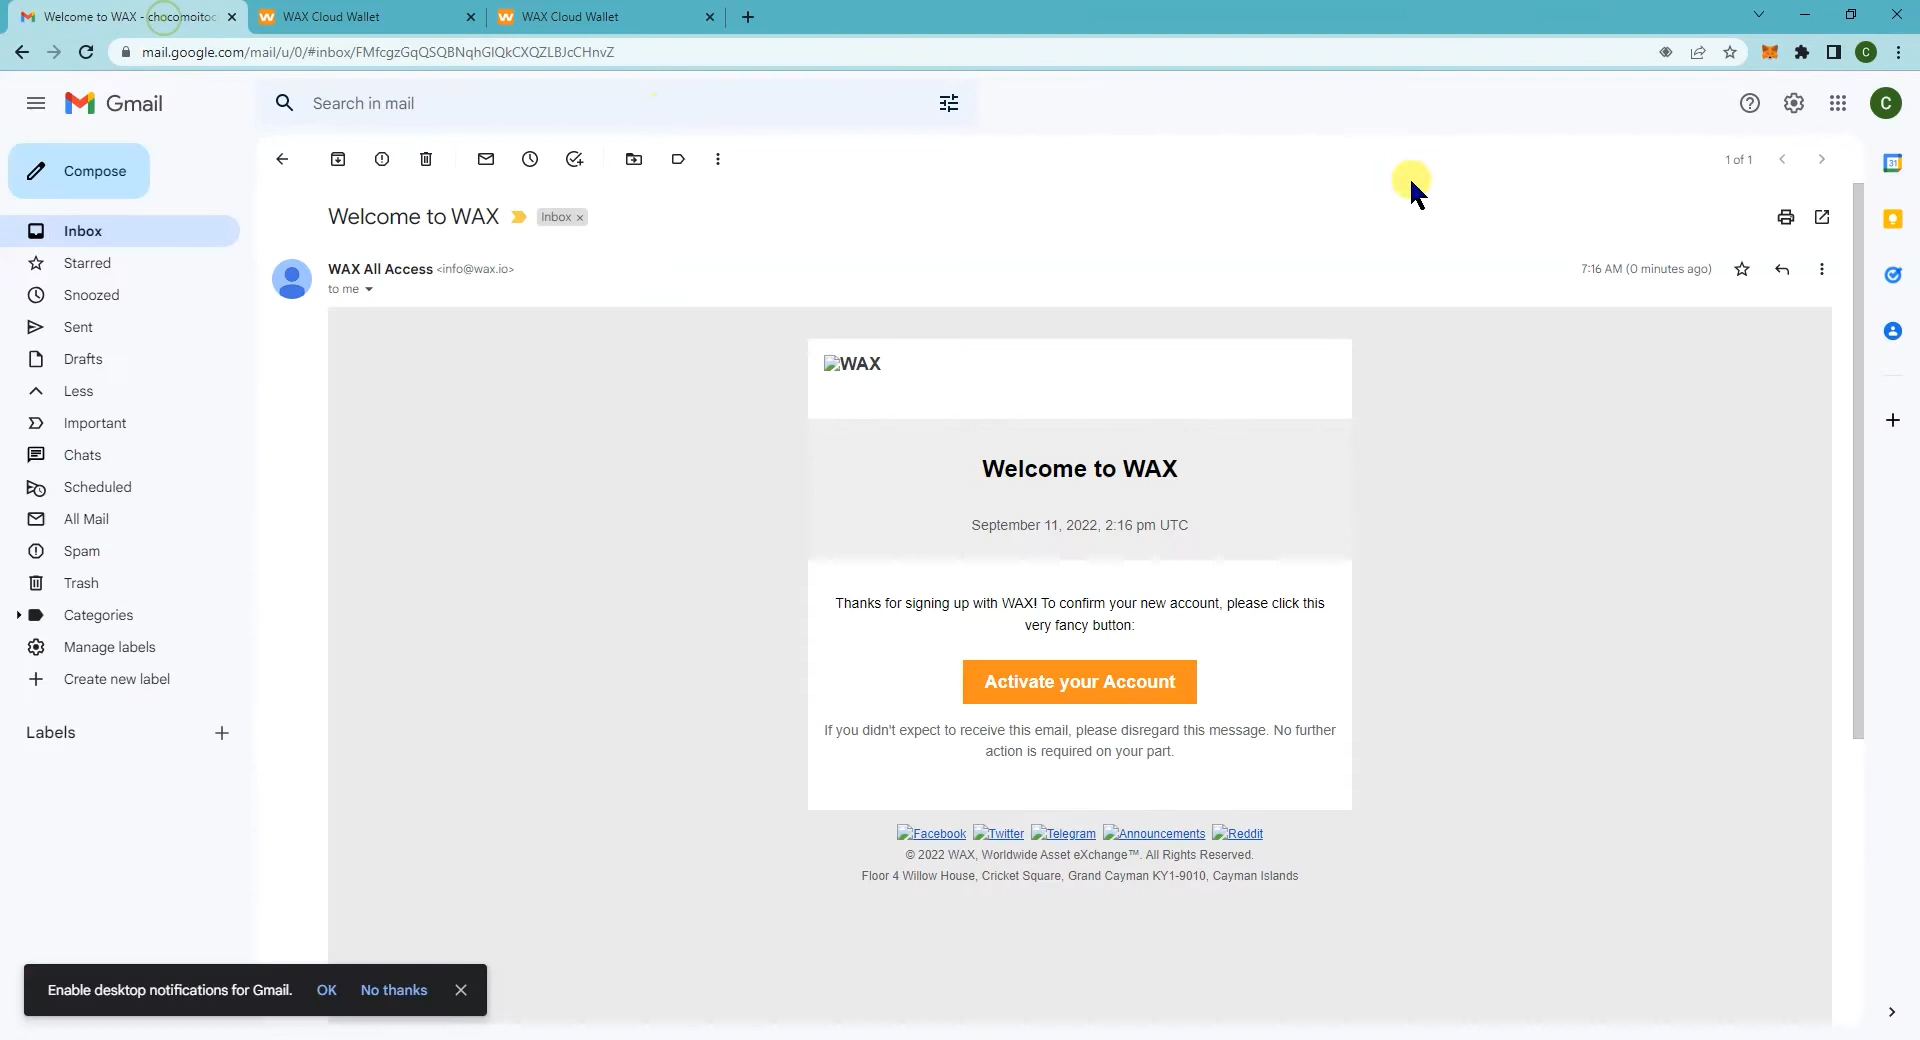 Welcome to WAX - chocomoitoc
WAX Cloud Wallet
WAX Cloud Wallet
mail.google.com/mail/u/0/#inbox/FMfcgzGqQSQBNqhGlQkCXQZLBJcCHnvZ
C
Gmail
Search in mail
C
Compose
1 of 1
31
Welcome to WAX
Inbox ×
Inbox
Starred
Snoozed
Sent
Drafts
Less
Important
Chats
Scheduled
All Mail
Spam
Trash
Categories
Manage labels
Create new label
Labels
WAX All Access <info@wax.io>
7:16 AM (0 minutes ago)
to me
WAX
Welcome to WAX
September 11, 2022, 2:16 pm UTC
Thanks for signing up with WAX! To confirm your new account, please click this
very fancy button:
Activate your Account
If you didn't expect to receive this email, please disregard this message. No further
action is required on your part.
Facebook Twitter Telegram Announcements Reddit
© 2022 WAX, Worldwide Asset eXchange™. All Rights Reserved.
Floor 4 Willow House, Cricket Square, Grand Cayman KY1-9010, Cayman Islands
Enable desktop notifications for Gmail. OK No thanks